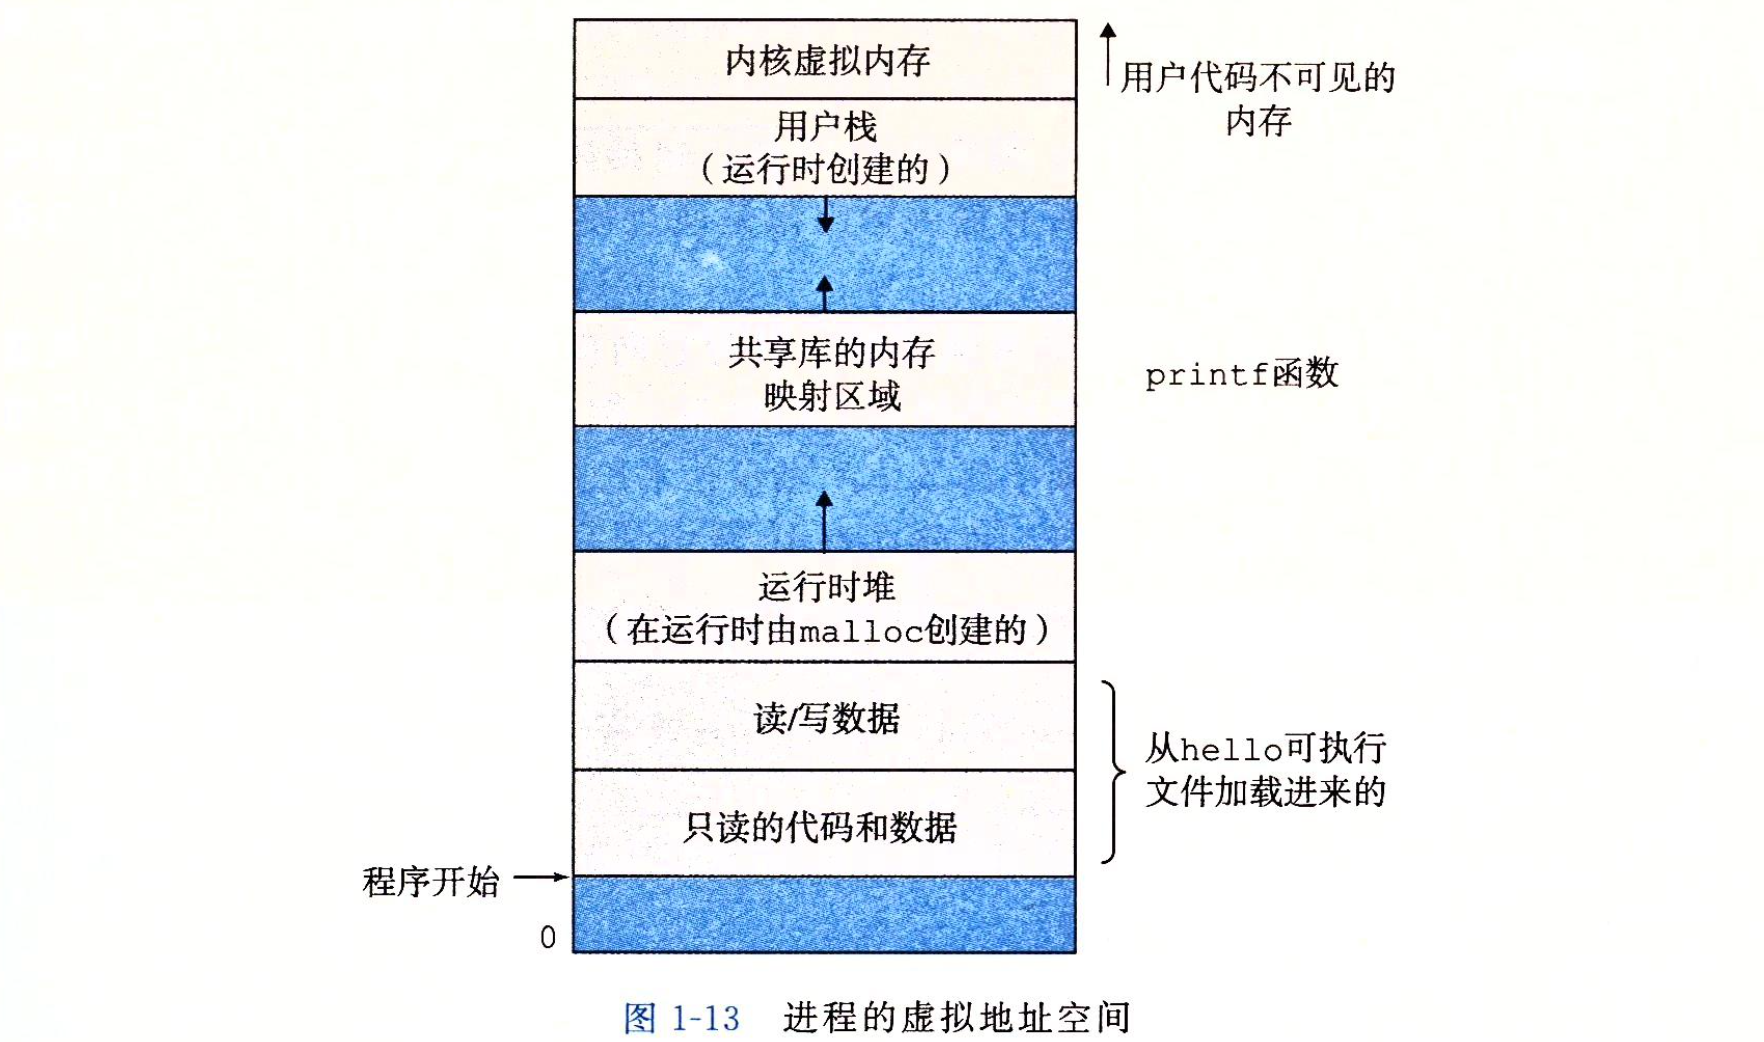 内核虚拟内存
用户代码不可见的
内存
用户栈
（运行时创建的）
共享库的内存
映射区域
printf函数
运行时堆
（在运行时由malloc创建的）
读/写数据
从hello可执行
文件加载进来的
只读的代码和数据
程序开始
0
图 1-13 进程的虚拟地址空间